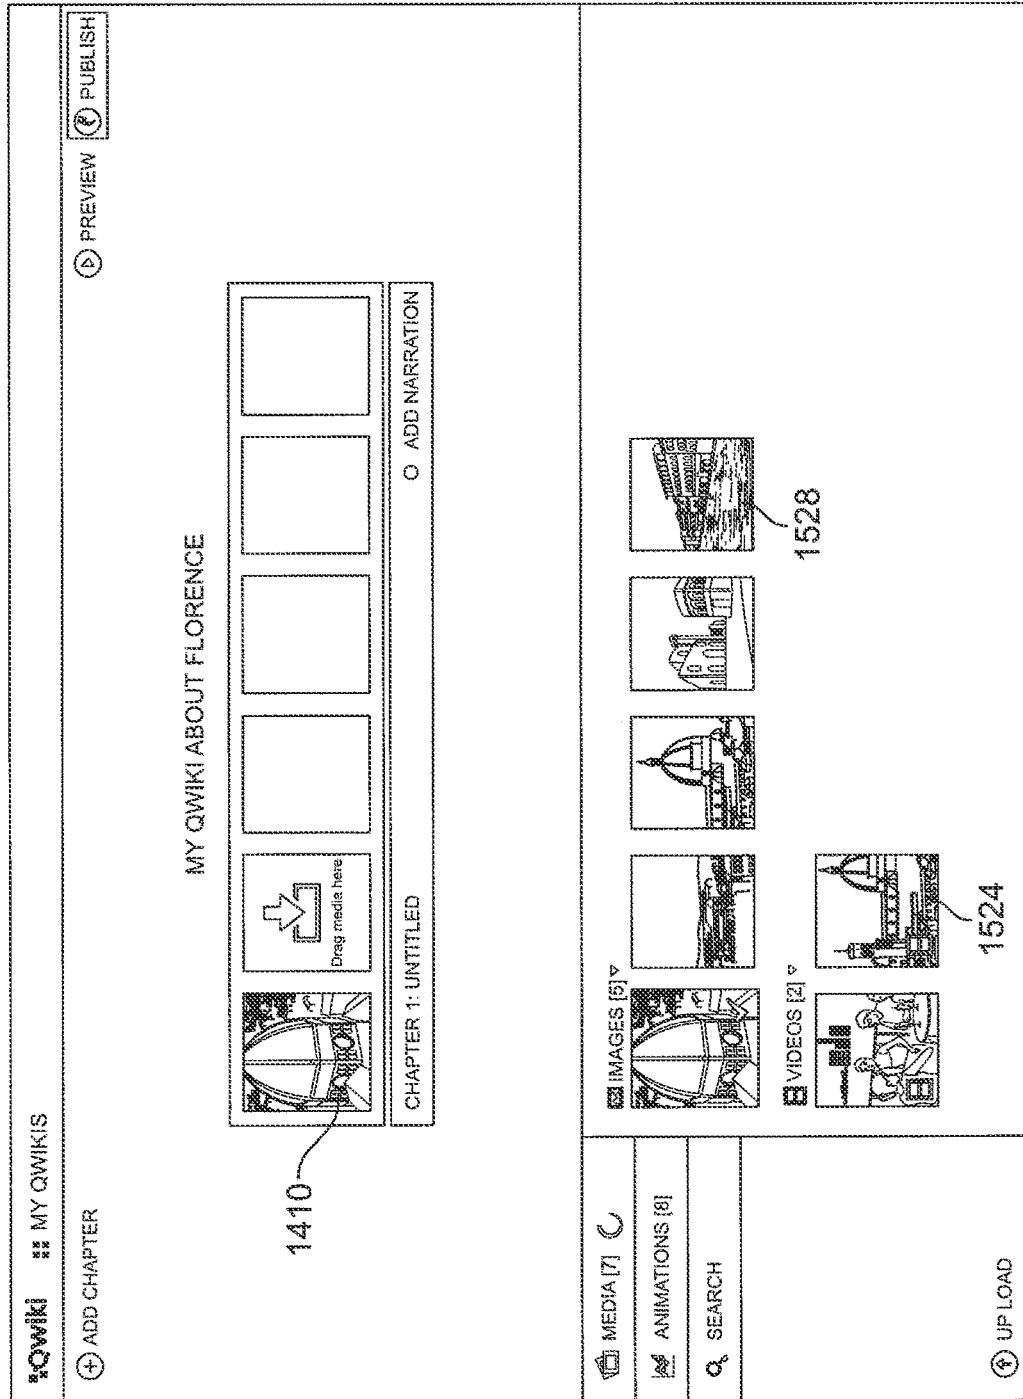 Qwiki MY QWIKIS
ADD CHAPTER
PREVIEW
PUBLISH
MY QWIKI ABOUT FLORENCE
Drag media here
1410
CHAPTER 1: UNTITLED
ADD NARRATION
MEDIA [7]
ANIMATIONS [8]
SEARCH
UP LOAD
IMAGES [5]
1528
VIDEOS [2]
1524